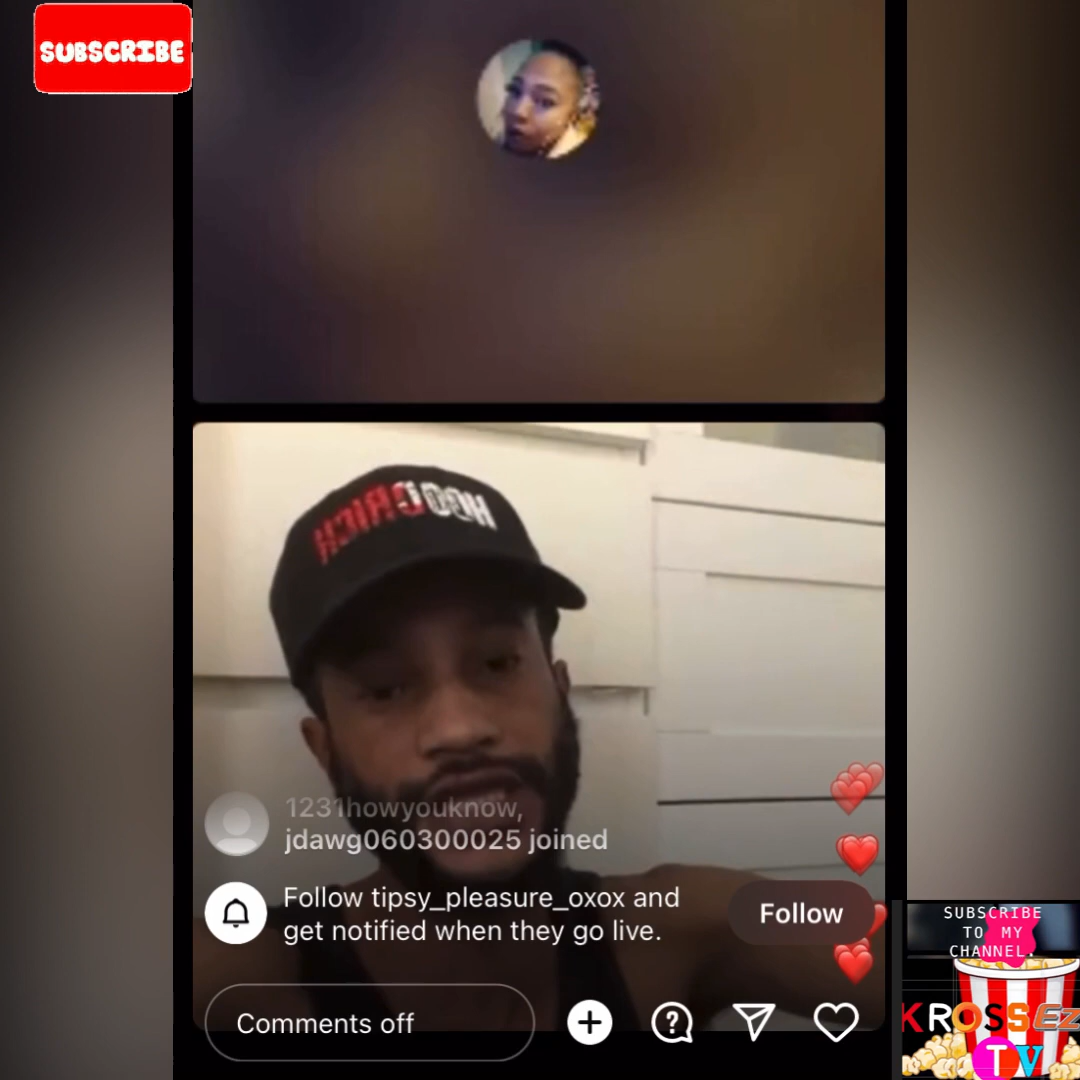 SUBSCRIBE
HOODRICH
1231howyouknow,
jdawg060300025 joined
Follow tipsy_pleasure_oxox and
get notified when they go live.
Follow
Comments off
SUBSCRIBE
TO MY
CHANNEL.
KROSSEz
TV